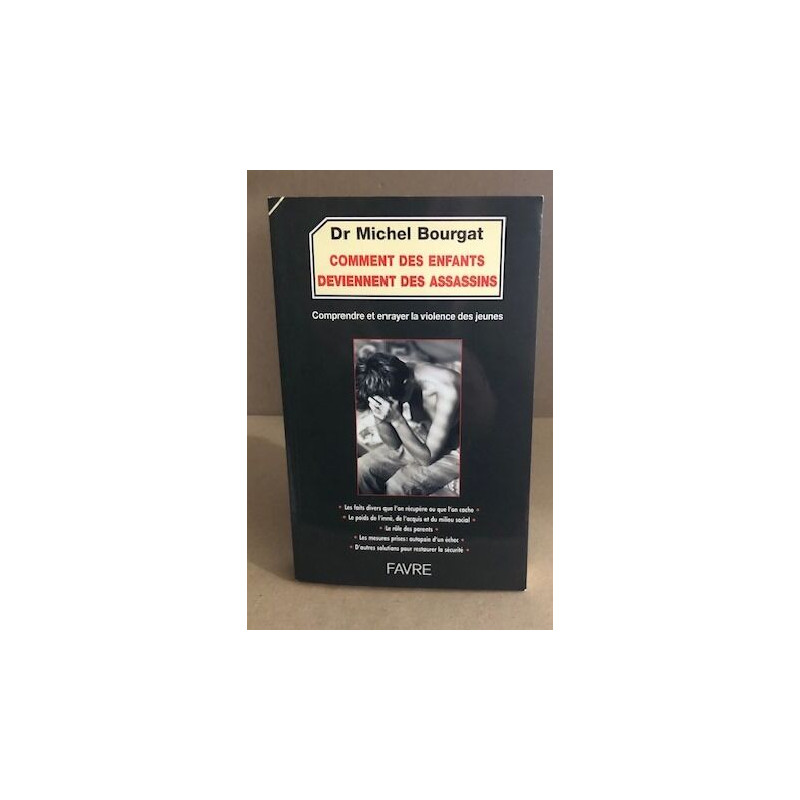 Dr Michel Bourgat
COMMENT DES ENFANTS
DEVIENNENT DES ASSASSINS
Comprendre et enrayer la violence des jeunes
• Les faits divers que l'on récupère ou que l'on cache •
• Le poids de l'inné, de l'acquis et du milieu social •
• Le rôle des parents •
• Les mesures prises : autopsie d'un échec •
• D'autres solutions pour restaurer la sécurité •
FAVRE